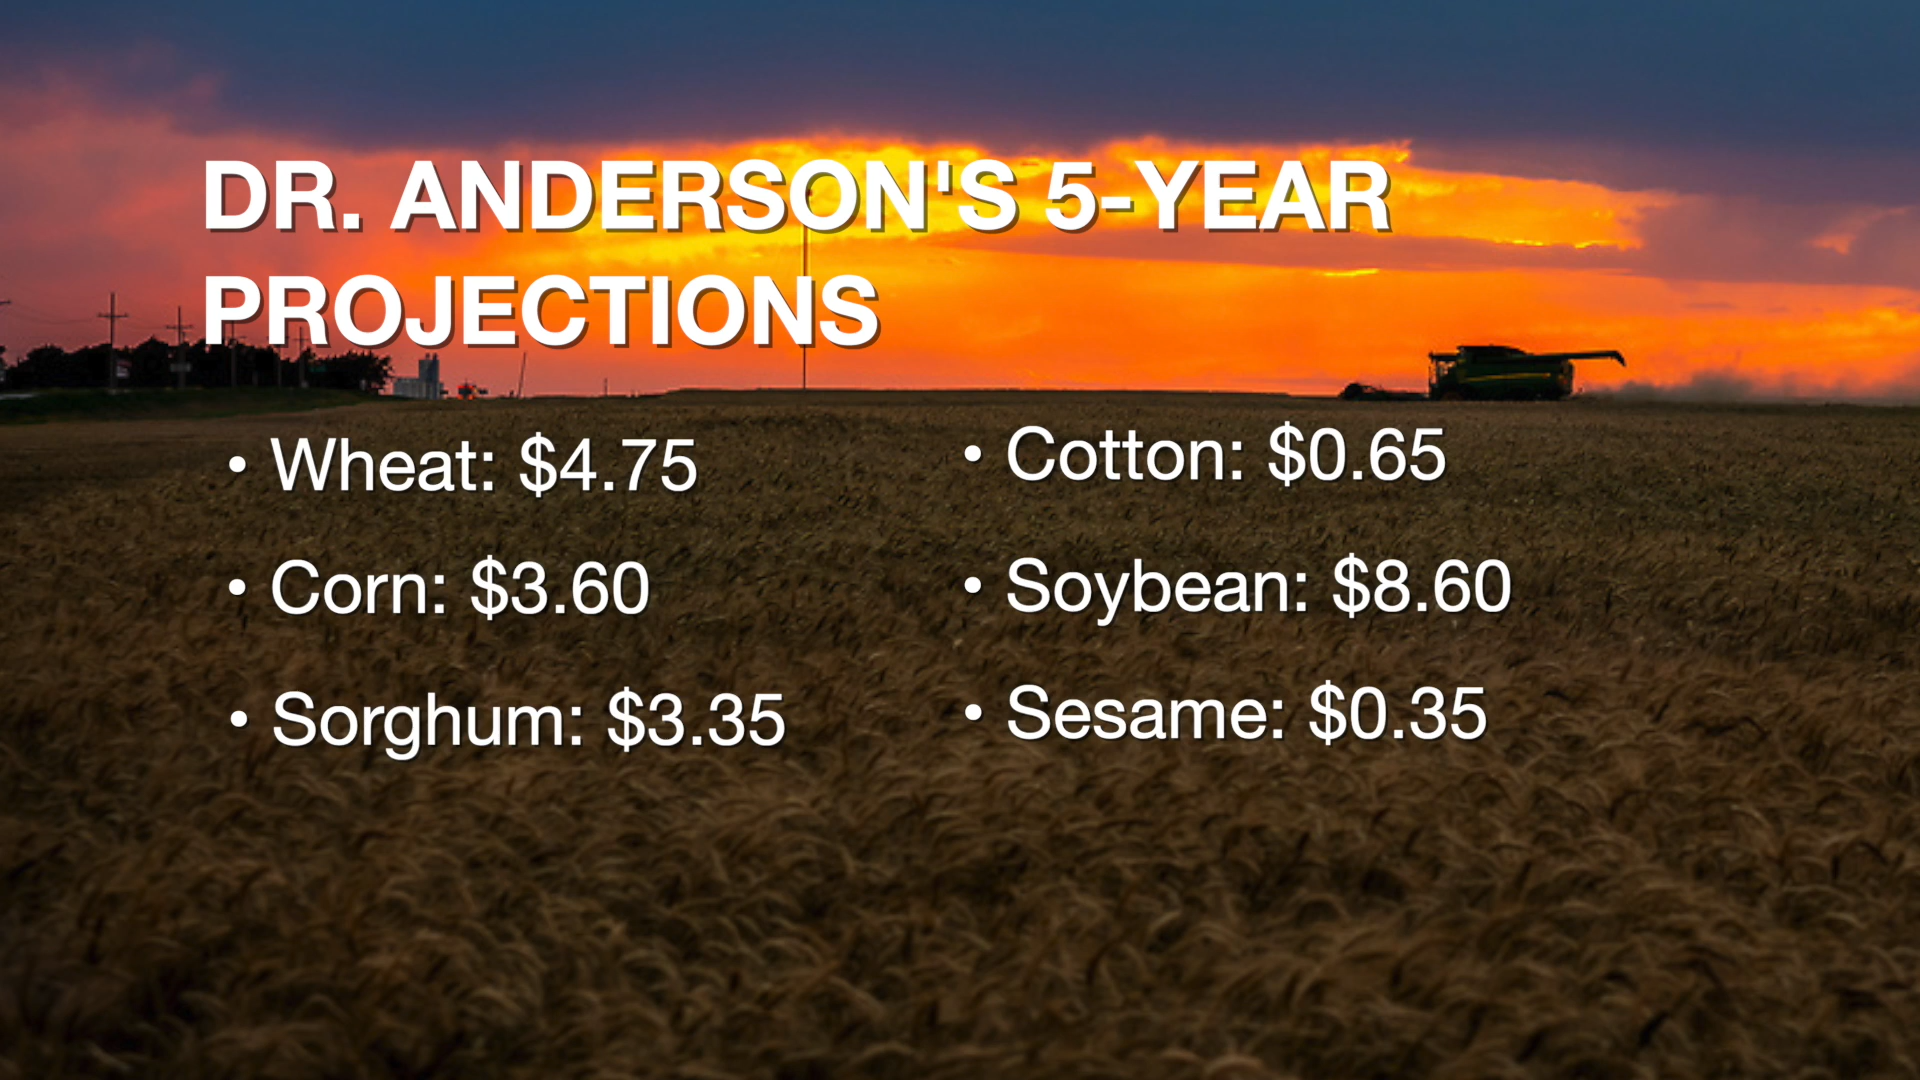 DR. ANDERSON'S 5-YEAR
PROJECTIONS
• Wheat: $4.75
• Corn: $3.60
• Sorghum: $3.35
• Cotton: $0.65
• Soybean: $8.60
• Sesame: $0.35